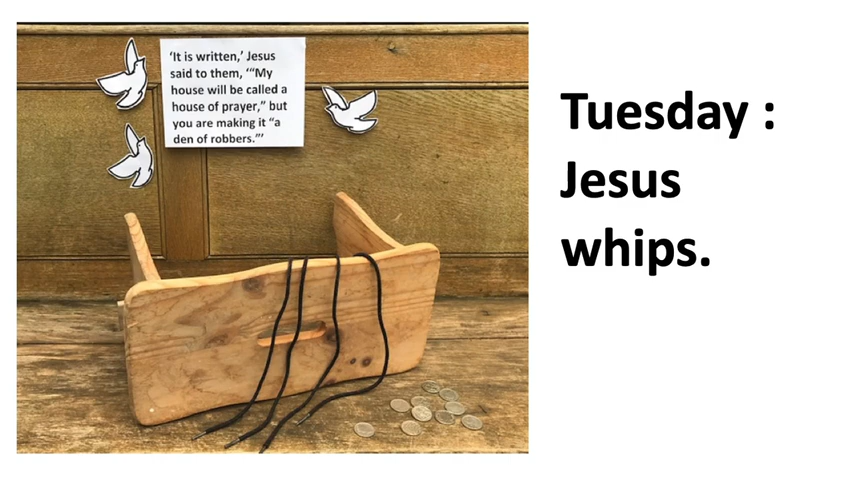 ‘It is written,’ Jesus
said to them, ‘“My
house will be called a
house of prayer,” but
you are making it “a
den of robbers.”’
Tuesday :
Jesus
whips.